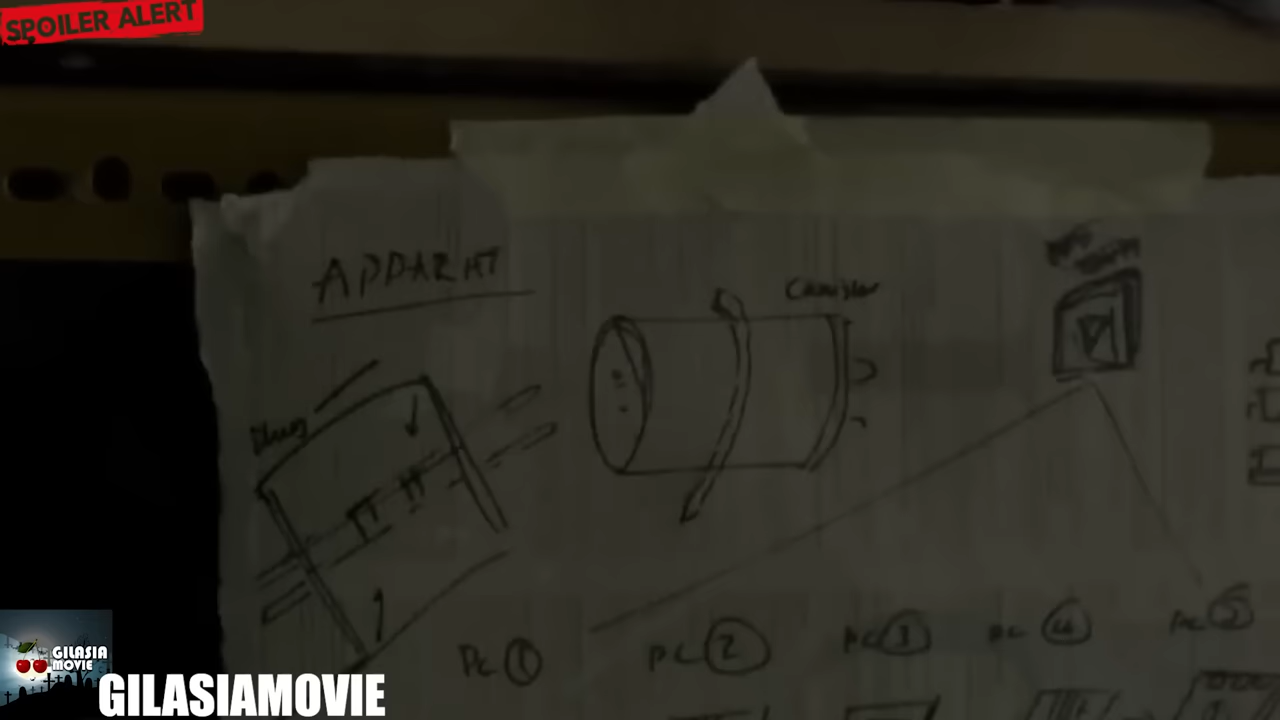 SPOILER ALERT
APPARAT
Canister
PC 1
PC 2
PC 3
PC 4
PC 5
GILASIA
MOVIE
GILASIAMOVIE